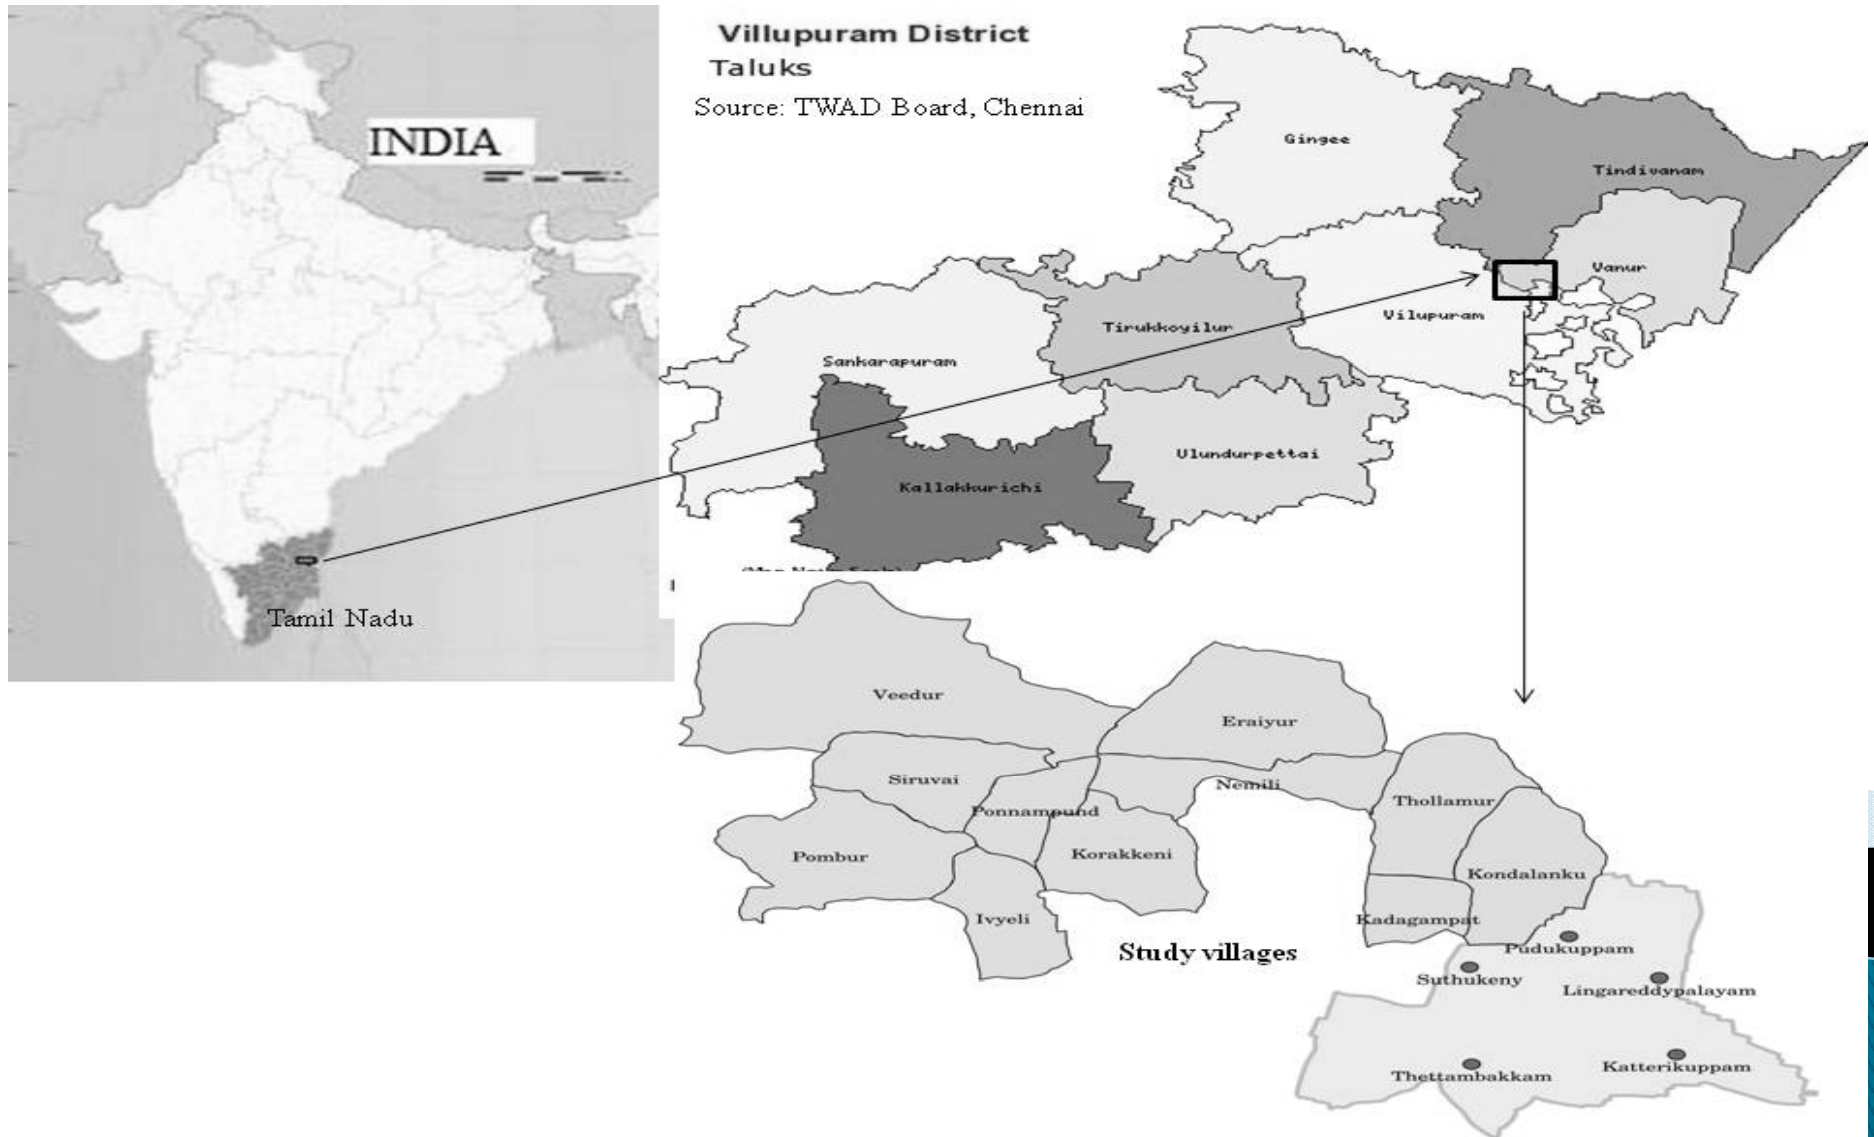 INDIA
Tamil Nadu
Villupuram District
Taluks
Source: TWAD Board, Chennai
Gingee
Tindivanam
Vanur
Vilupuram
Tirukkoyilur
Sankarapuram
Ulundurpettai
Kallakkurichi
Veedur
Eraiyur
Siruvai
Nemili
Ponnampund
Thollamur
Pombur
Korakkeni
Kondalanku
Ivyeli
Kadagampat
Study villages
Pudukuppam
Suthukeny
Lingareddypalayam
Thettambakkam
Katterikuppam